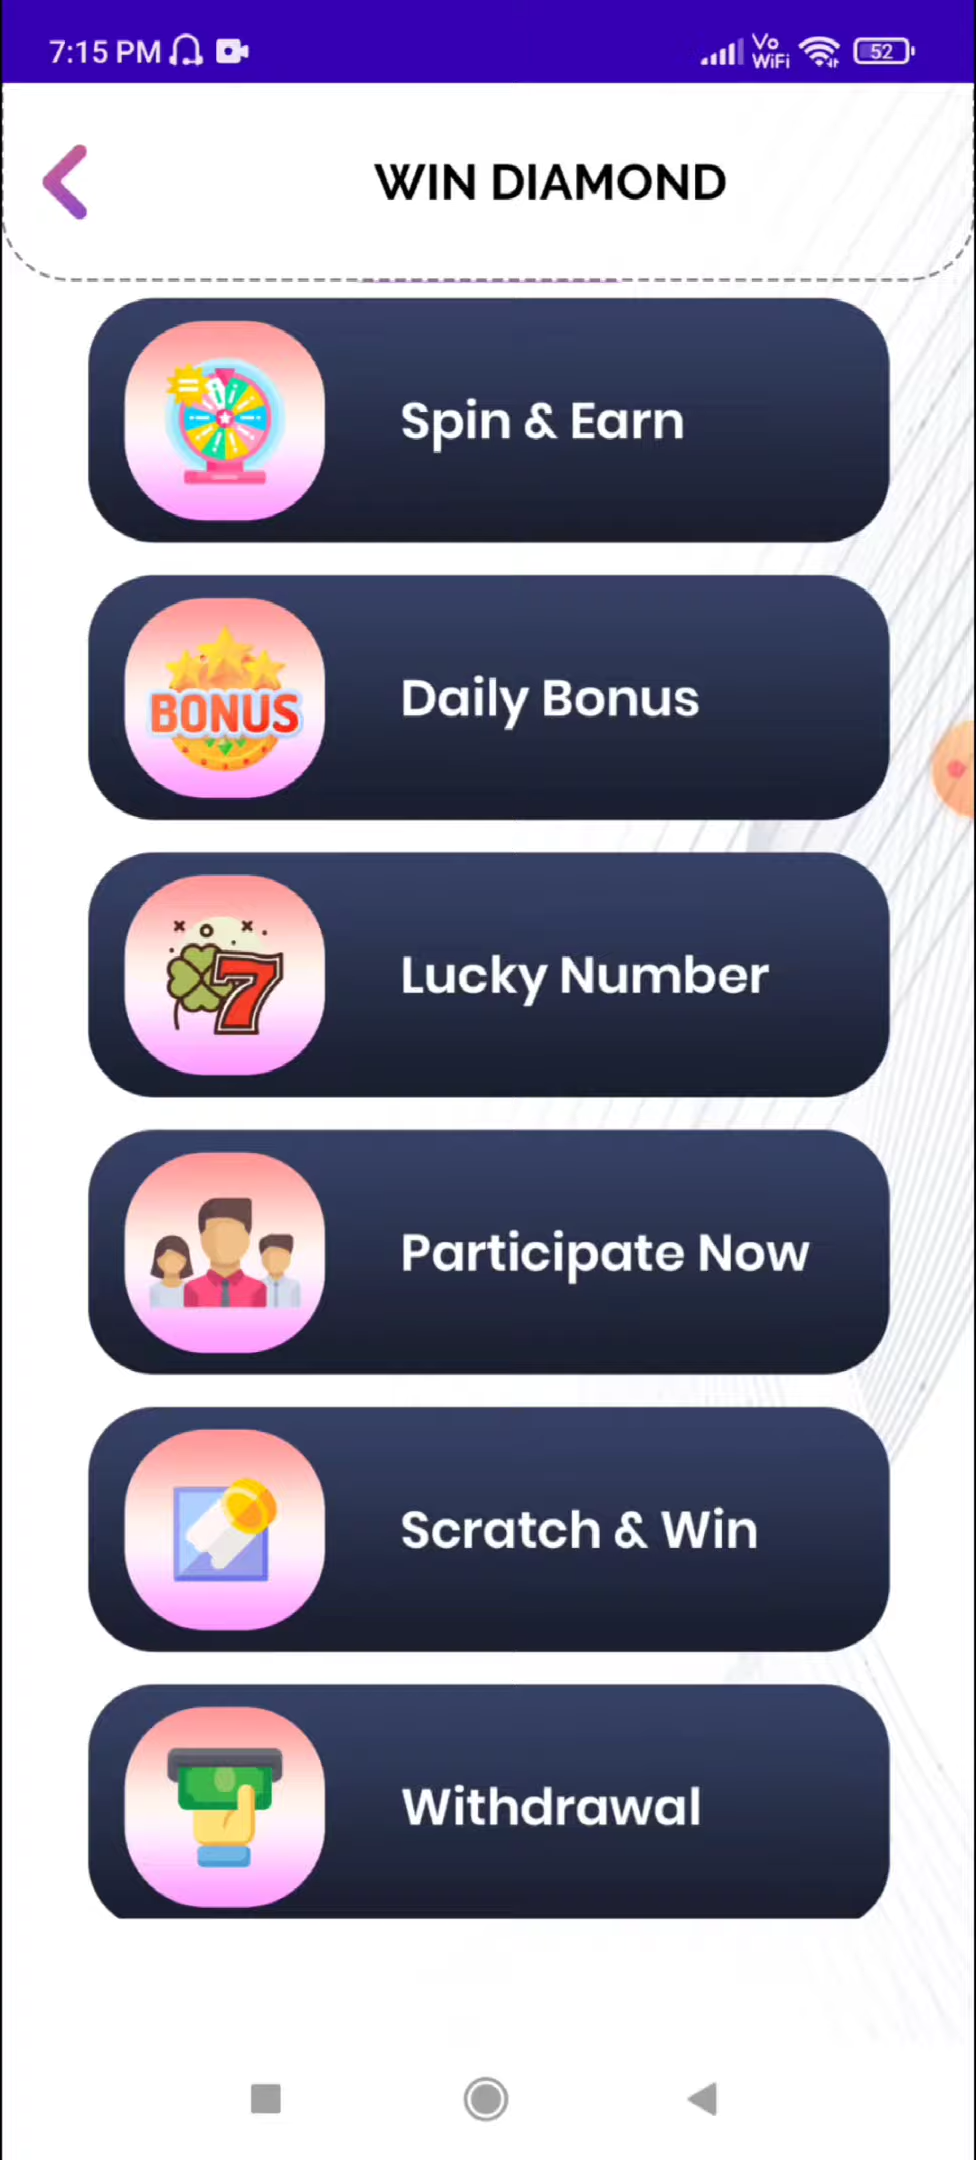 7:15 PM
Vo
WiFi
52
WIN DIAMOND
Spin & Earn
BONUS
Daily Bonus
7
Lucky Number
Participate Now
Scratch & Win
Withdrawal